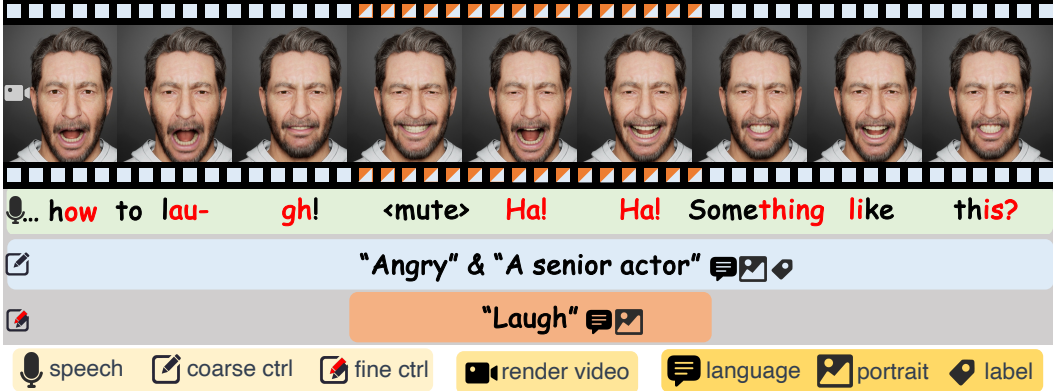 ... how to lau- gh! <mute> Ha! Ha! Something like this?
“Angry” & “A senior actor”
“Laugh”
speech coarse ctrl fine ctrl render video language portrait label